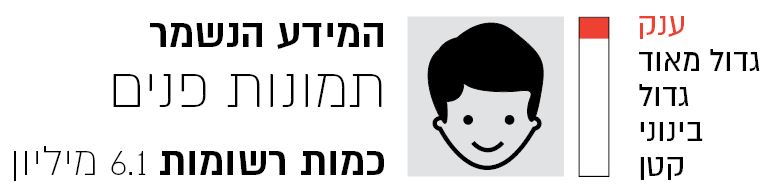 המידע הנשמר
תמונות פנים
כמות רשומות 6.1 מיליון
ענק
גדול מאוד
גדול
בינוני
קטן